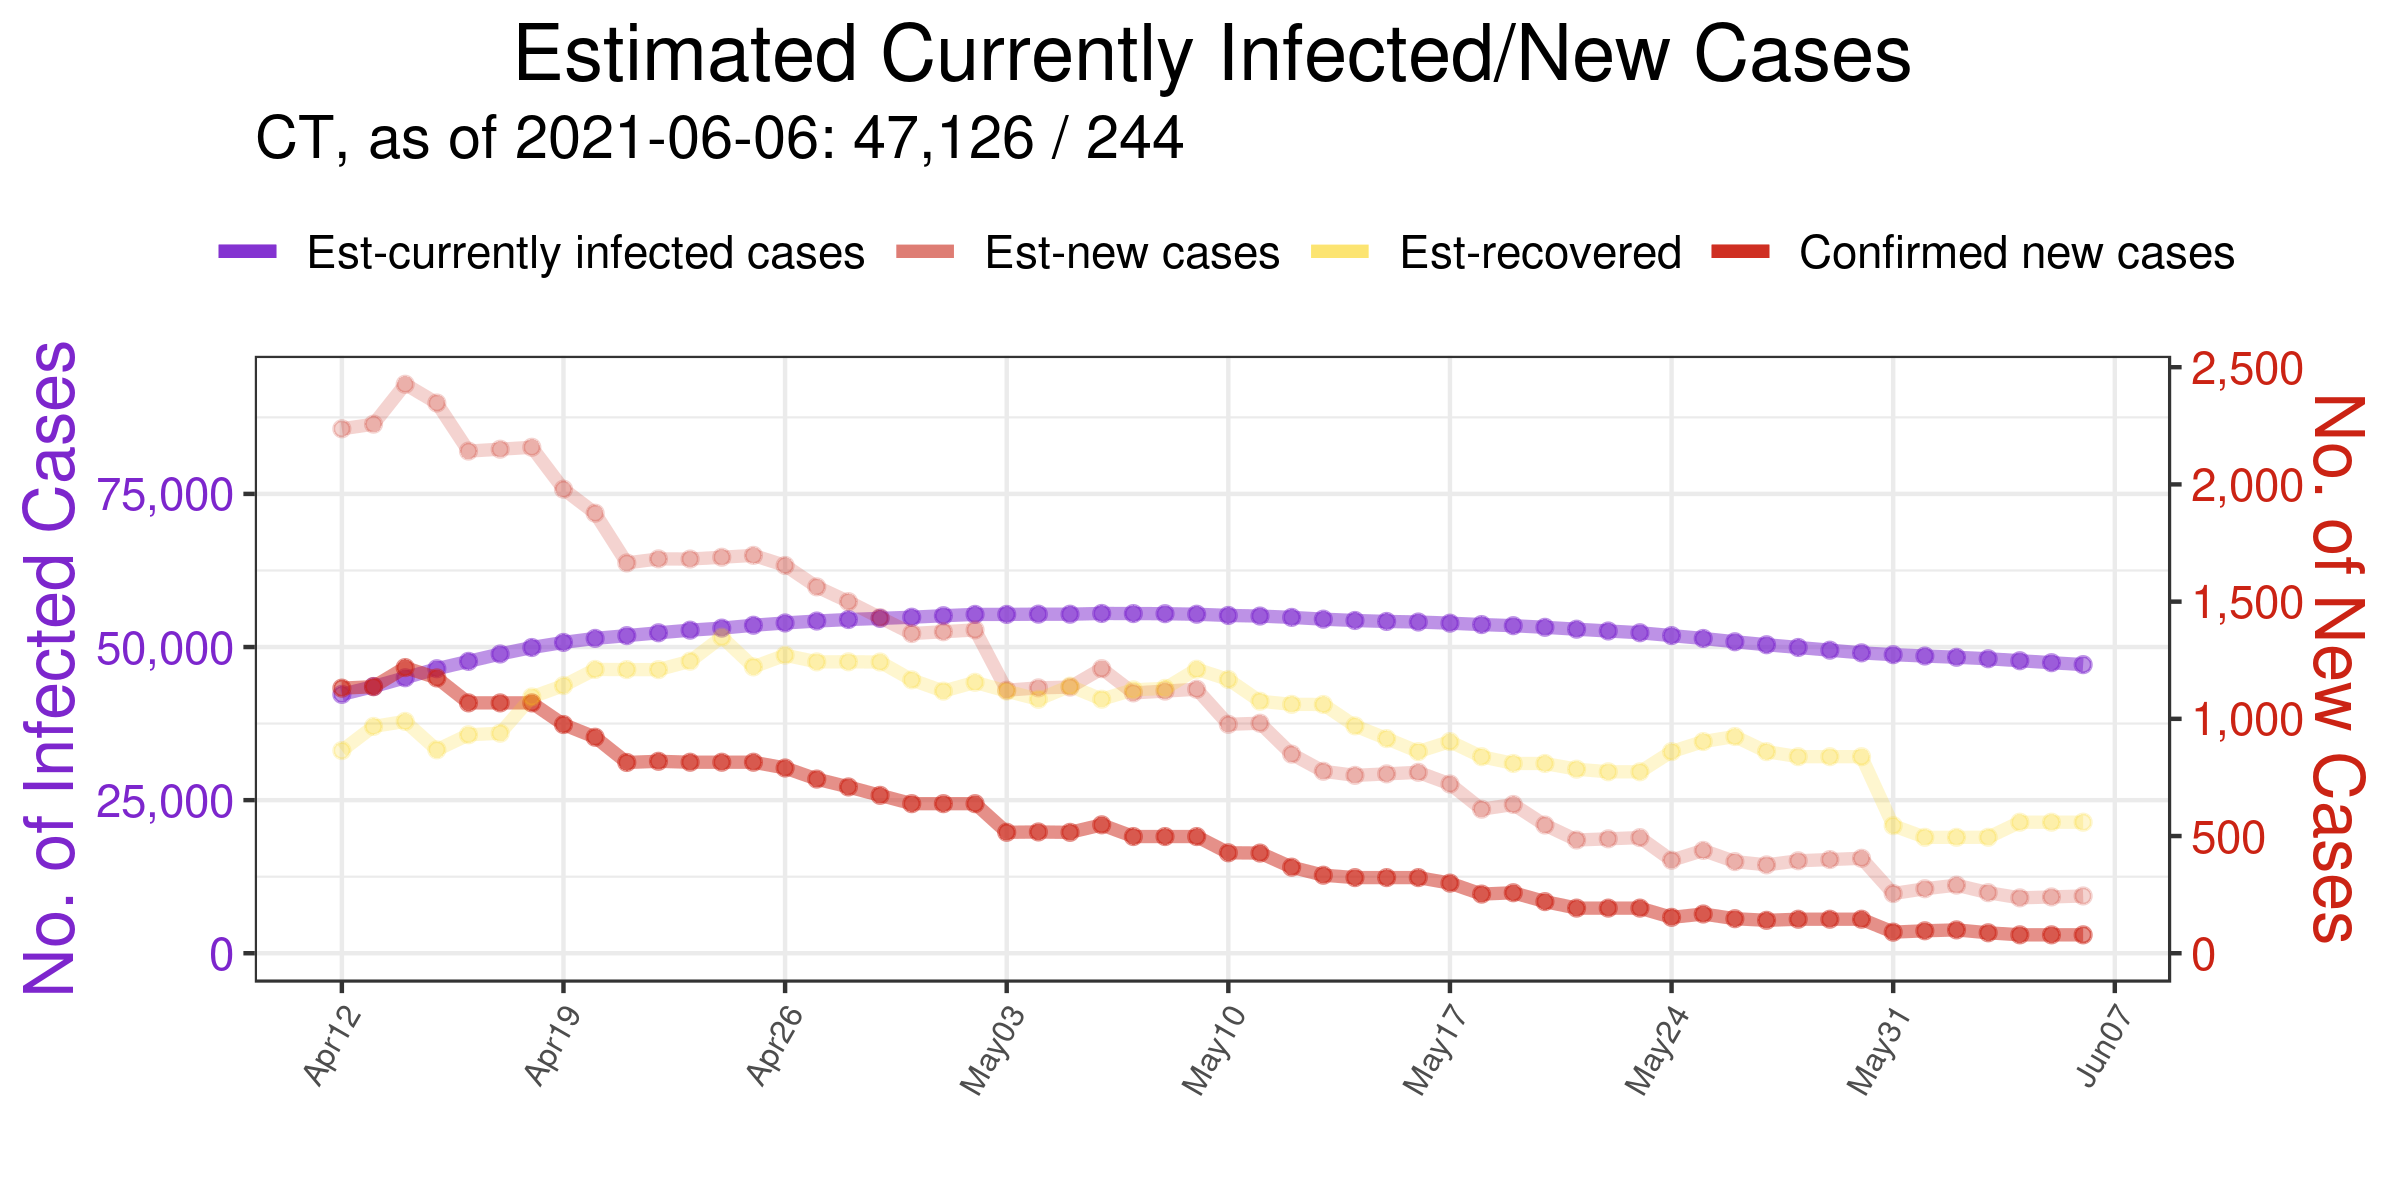 Estimated Currently Infected/New Cases
CT, as of 2021-06-06: 47,126 / 244
Est-currently infected cases Est-new cases Est-recovered Confirmed new cases
No. of Infected Cases
75,000
50,000
25,000
0
2,500
2,000
1,500
1,000
500
0
No. of New Cases
Apr12 Apr19 Apr26 May03 May10 May17 May24 May31 Jun07